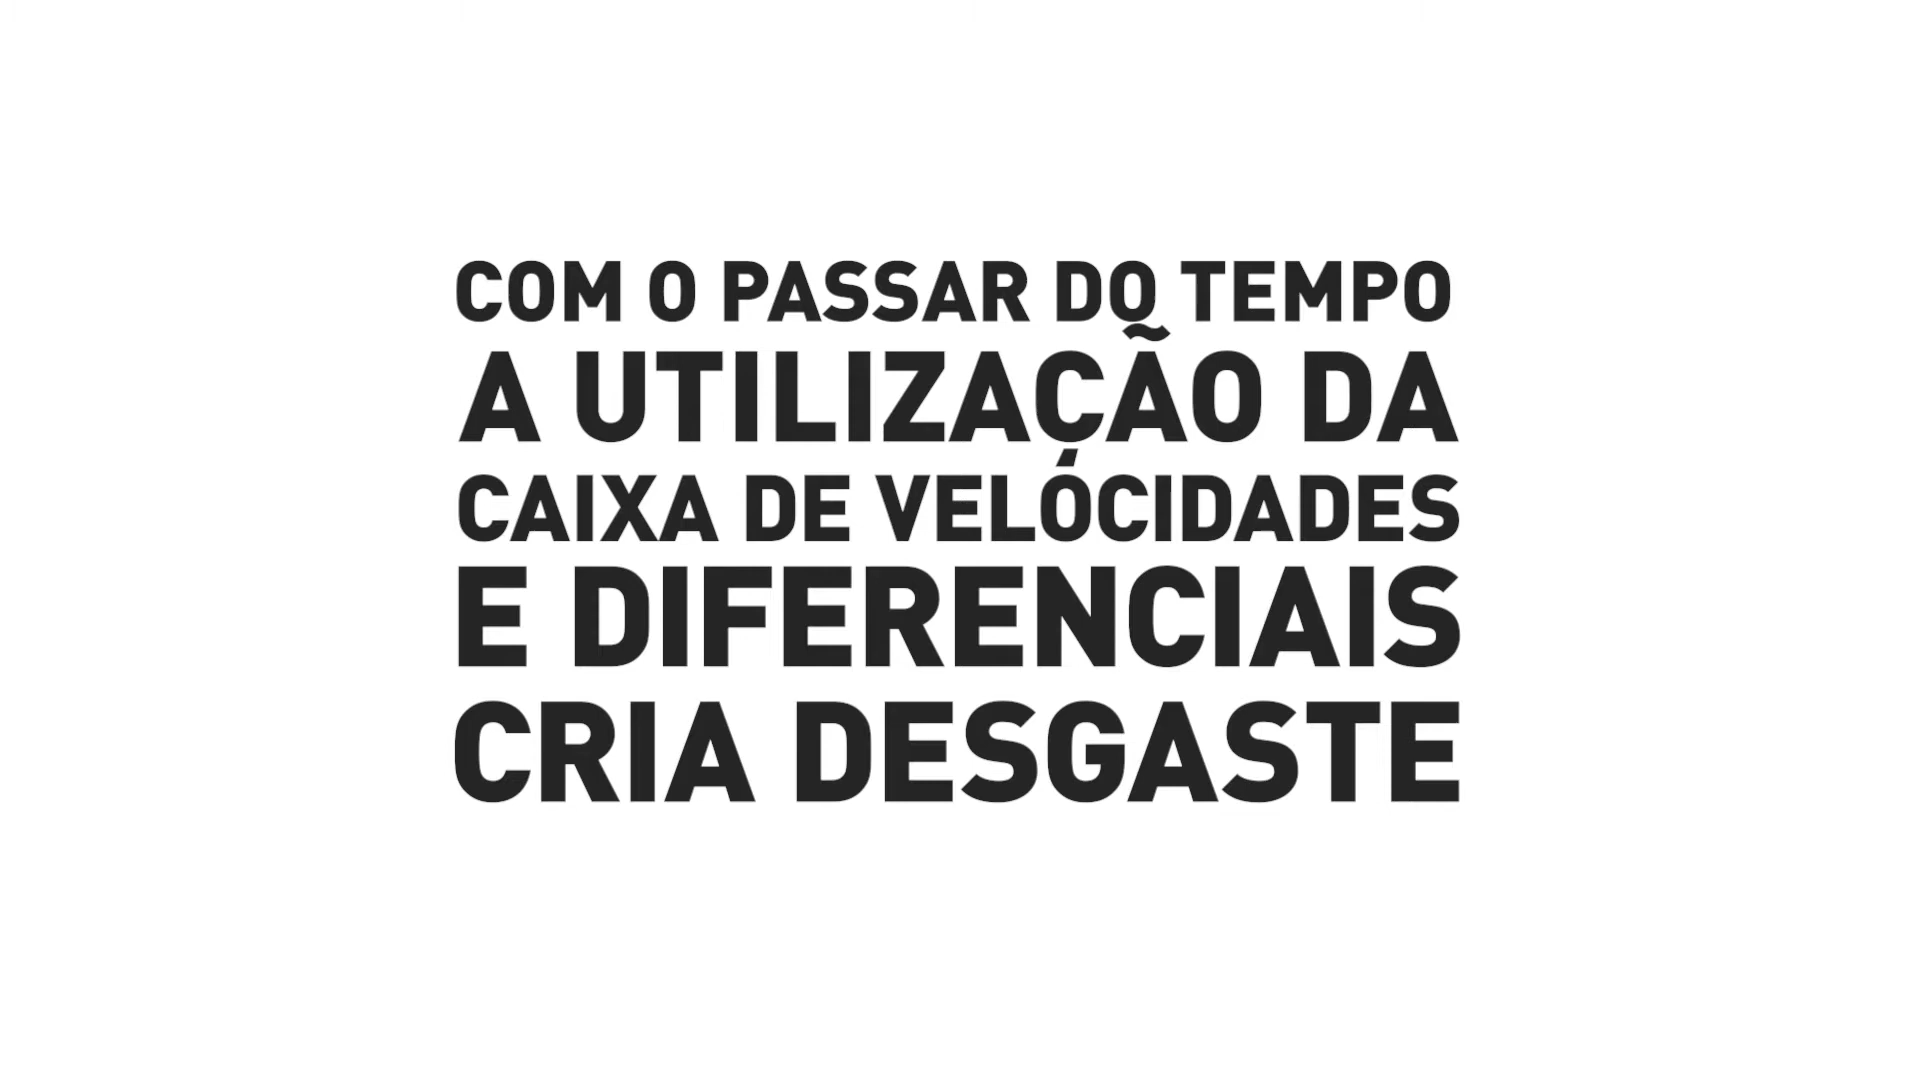 COM O PASSAR DO TEMPO
A UTILIZAÇÃO DA
CAIXA DE VELOCIDADES
E DIFERENCIAIS
CRIA DESGASTE